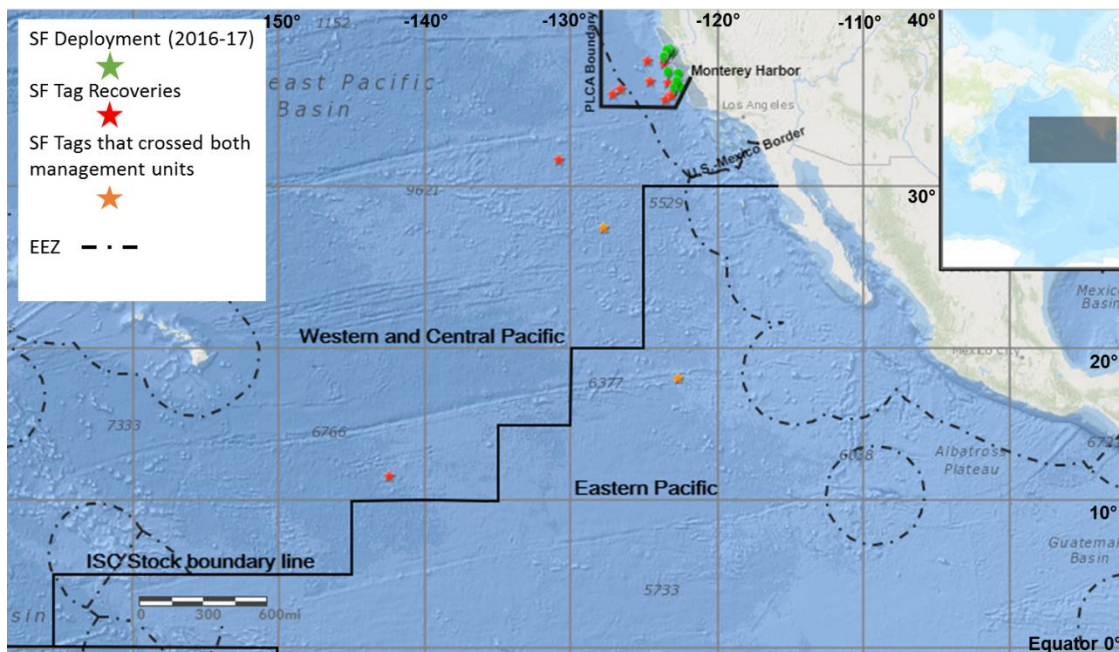 -150°
-140°
-130°
-120°
-110°
40°
1152
SF Deployment (2016-17)
SF Tag Recoveries
SF Tags that crossed both
management units
EEZ
east Pacific
Basin
PLCA Boundary
Monterey Harbor
Los Angeles
U.S.-Mexico Border
9621
5529
30°
Mexico
Basin
Western and Central Pacific
Mexico City
20°
6377
7333
6766
Albatross
Plateau
Eastern Pacific
10°
Guatemala
Basin
ISC Stock boundary line
5733
0 300 600mi
sin
Equator 0°